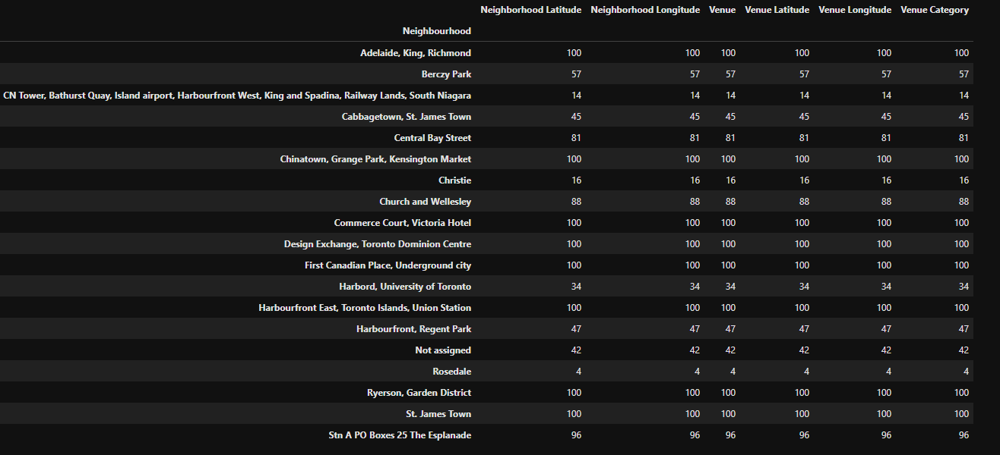 Neighborhood Latitude Neighborhood Longitude Venue Venue Latitude Venue Longitude Venue Category
Neighbourhood
Adelaide, King, Richmond 100 100 100 100 100 100
Berczy Park 57 57 57 57 57 57
CN Tower, Bathurst Quay, Island airport, Harbourfront West, King and Spadina, Railway Lands, South Niagara 14 14 14 14 14 14
Cabbagetown, St. James Town 45 45 45 45 45 45
Central Bay Street 81 81 81 81 81 81
Chinatown, Grange Park, Kensington Market 100 100 100 100 100 100
Christie 16 16 16 16 16 16
Church and Wellesley 88 88 88 88 88 88
Commerce Court, Victoria Hotel 100 100 100 100 100 100
Design Exchange, Toronto Dominion Centre 100 100 100 100 100 100
First Canadian Place, Underground city 100 100 100 100 100 100
Harbord, University of Toronto 34 34 34 34 34 34
Harbourfront East, Toronto Islands, Union Station 100 100 100 100 100 100
Harbourfront, Regent Park 47 47 47 47 47 47
Not assigned 42 42 42 42 42 42
Rosedale 4 4 4 4 4 4
Ryerson, Garden District 100 100 100 100 100 100
St. James Town 100 100 100 100 100 100
Stn A PO Boxes 25 The Esplanade 96 96 96 96 96 96